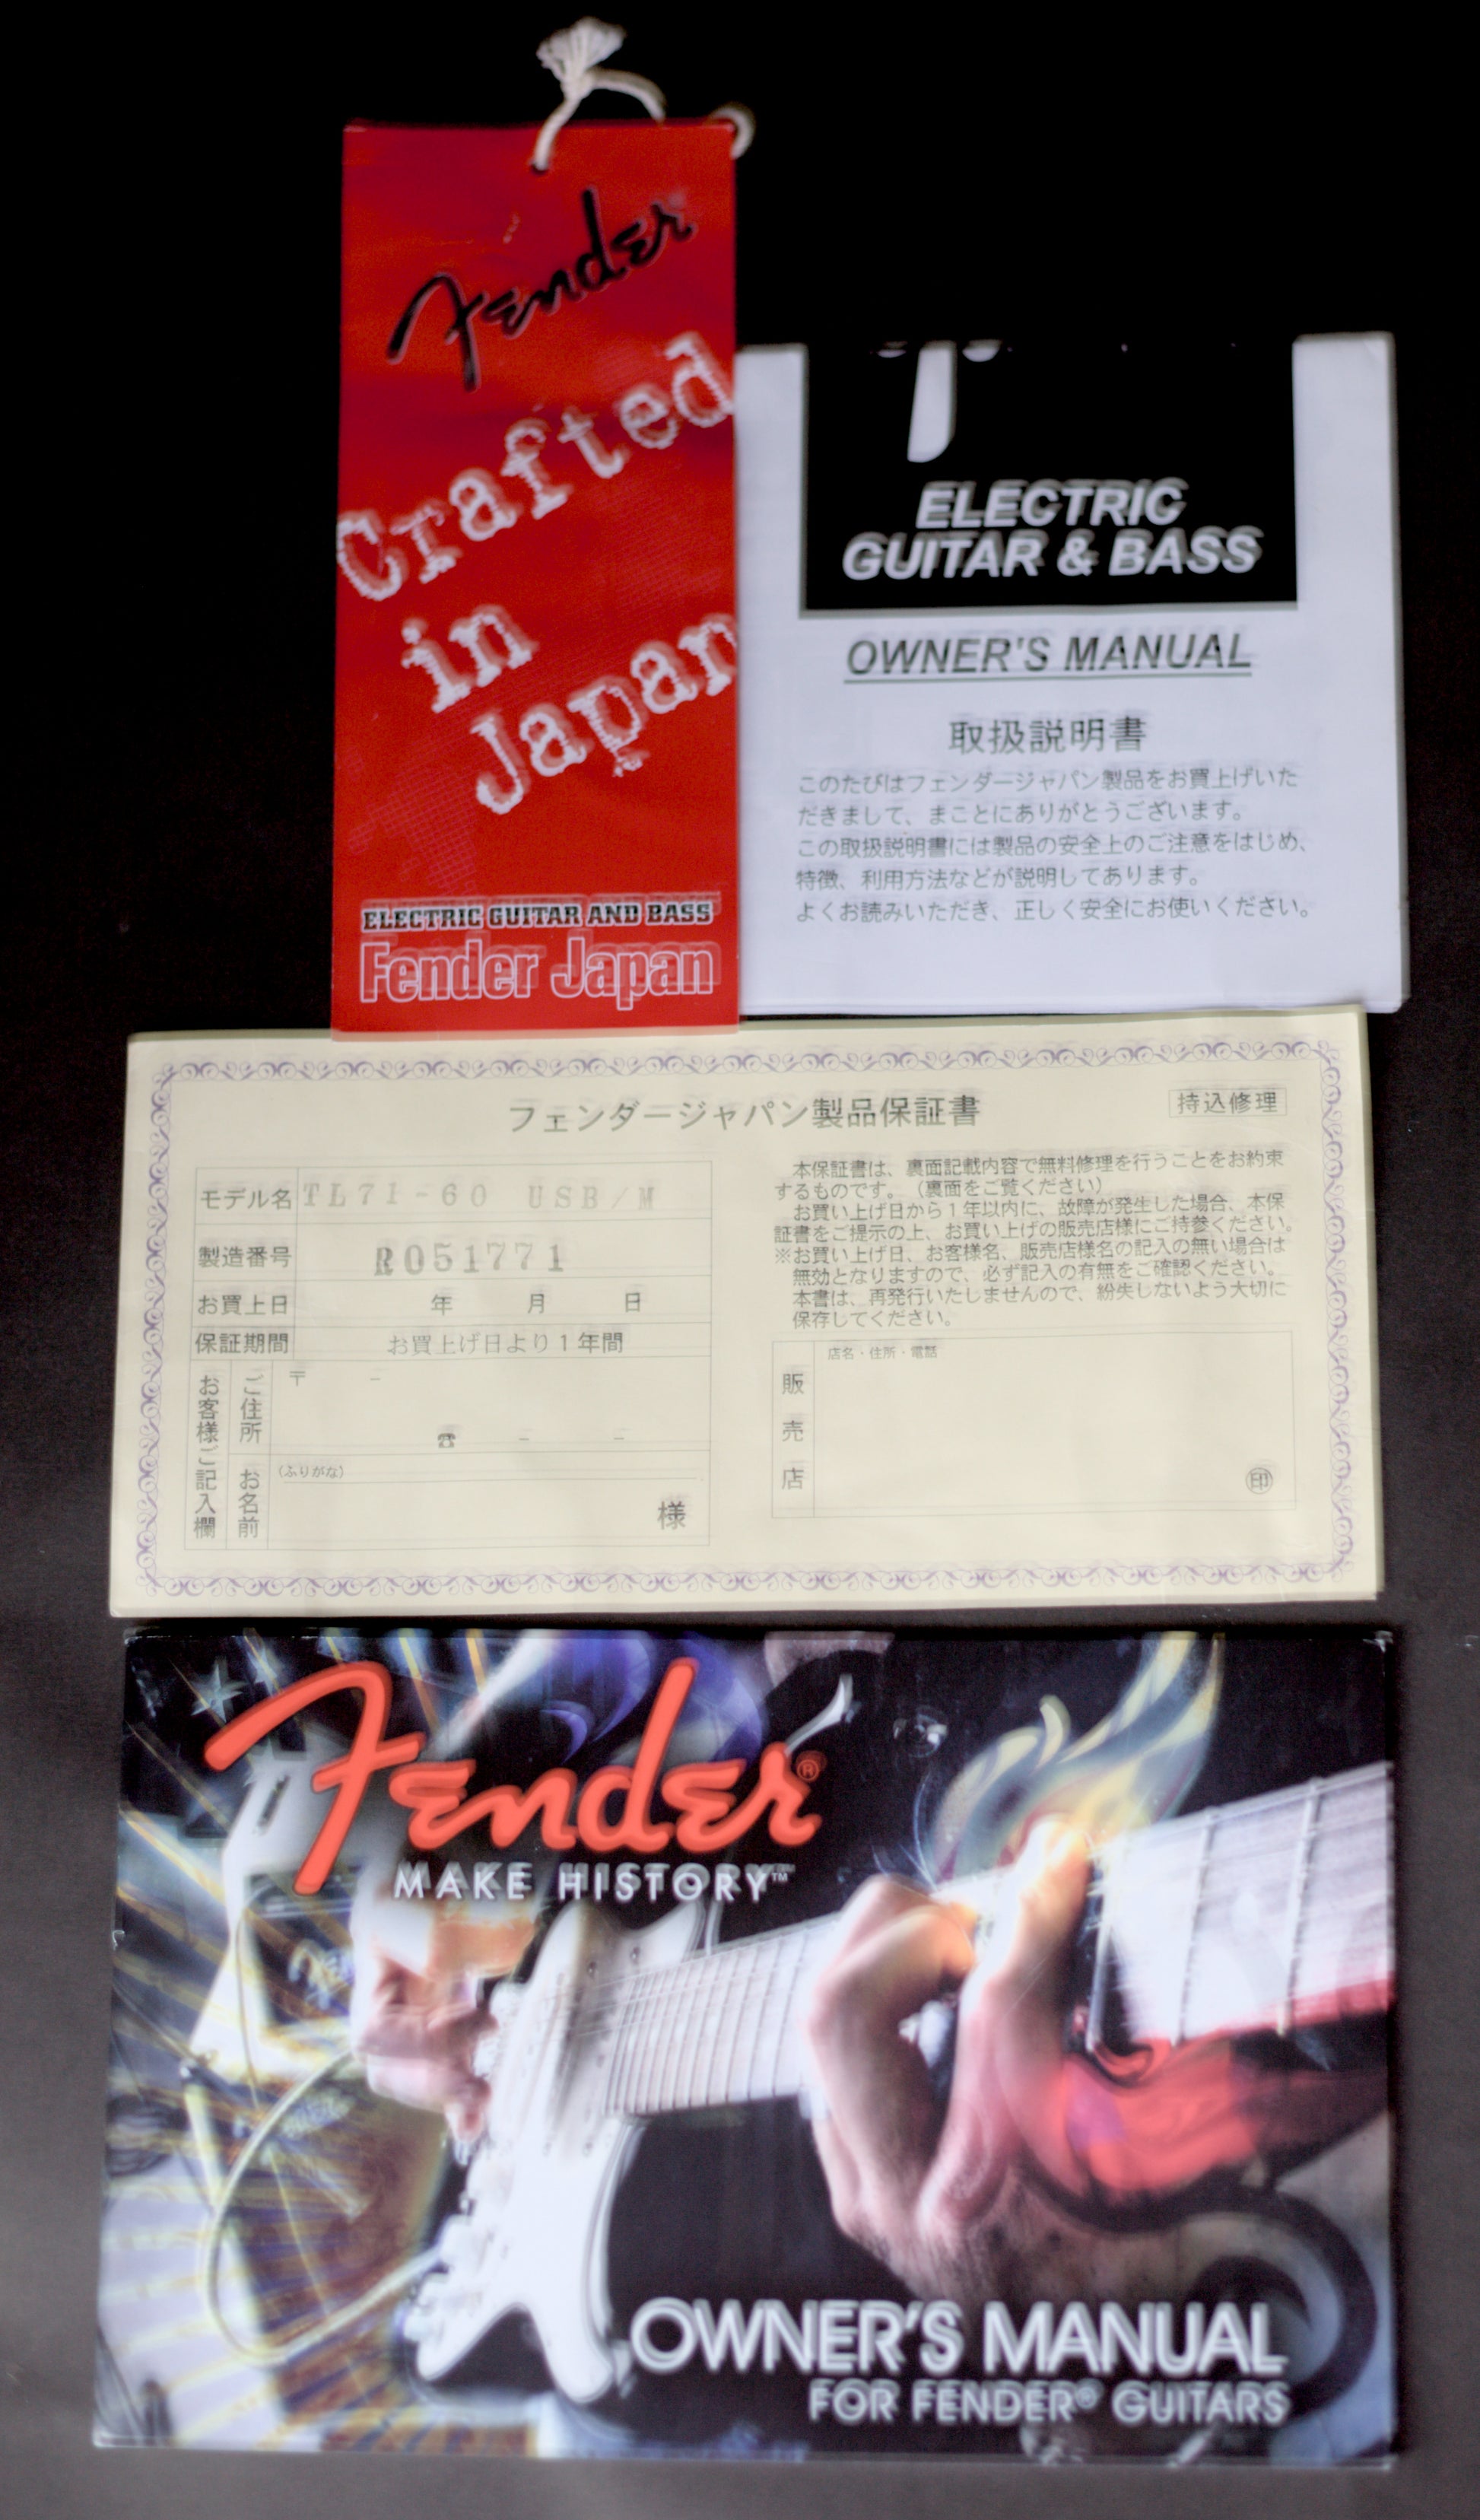 Fender
Crafted
in
Japan
ELECTRIC GUITAR AND BASS
Fender Japan
ELECTRIC
GUITAR & BASS
OWNER'S MANUAL
取扱説明書
このたびはフェンダージャパン製品をお買上げいた
だきまして、まことにありがとうございます。
この取扱説明書には製品の安全上のご注意をはじめ、
特徴、利用方法などが説明してあります。
よくお読みいただき、正しく安全にお使いください。
フェンダージャパン製品保証書
持込修理
モデル名 TL71-60 USB/M
製造番号 R051771
お買上日 年 月 日
保証期間 お買上げ日より1年間
お客様ご記入欄
ご住所
〒 -
☎ - -
お名前
(ふりがな)
様
本保証書は、裏面記載内容で無料修理を行うことをお約束
するものです。(裏面をご覧ください)
お買い上げ日から1年以内に、故障が発生した場合、本保
証書をご提示の上、お買い上げの販売店様にご持参ください。
※お買い上げ日、お客様名、販売店様名の記入の無い場合は
無効となりますので、必ず記入の有無をご確認ください。
本書は、再発行いたしませんので、紛失しないよう大切に
保存してください。
販売店
店名・住所・電話
印
Fender®
MAKE HISTORY™
OWNER'S MANUAL
FOR FENDER® GUITARS